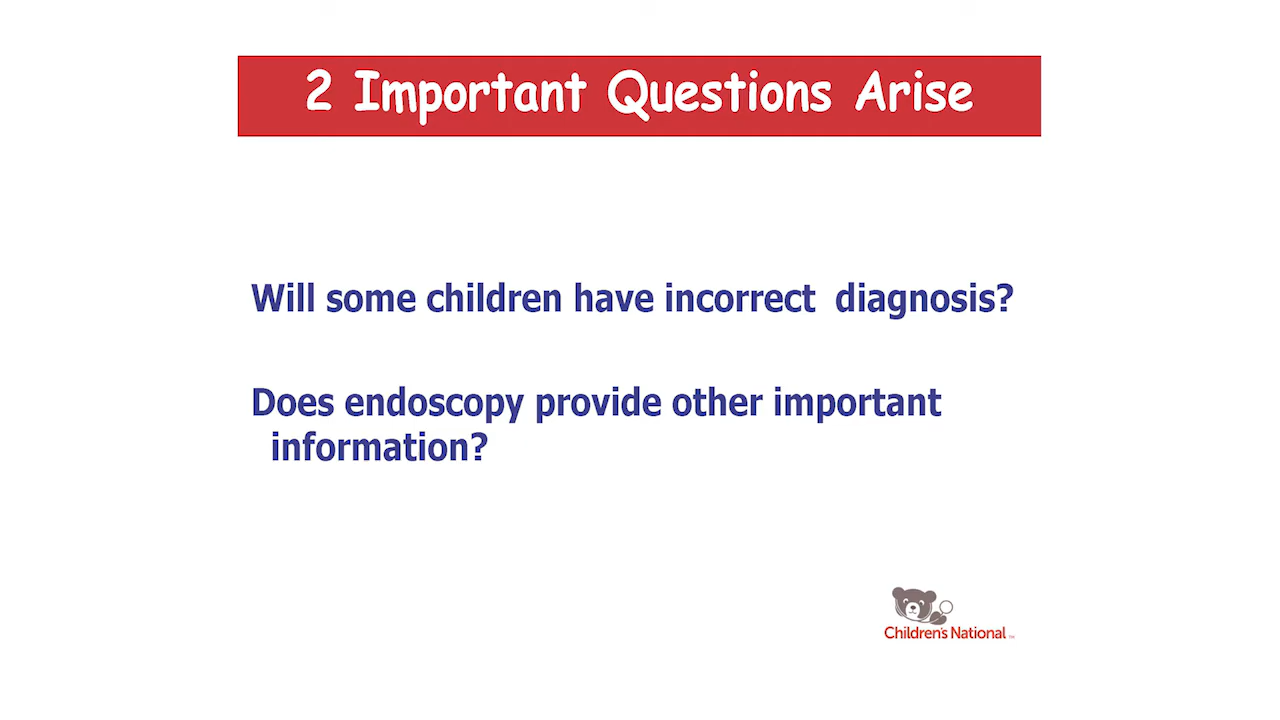 2 Important Questions Arise
Will some children have incorrect  diagnosis?
Does endoscopy provide other important
information?
Children's National